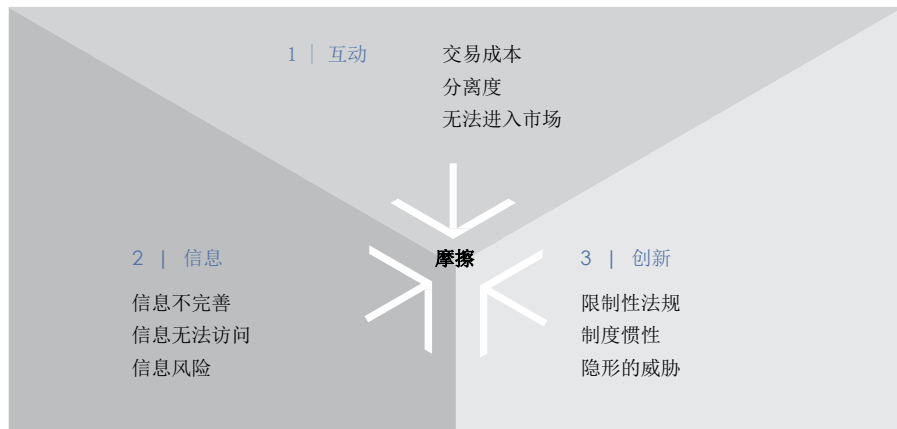 1 | 互动
交易成本
分离度
无法进入市场
摩擦
2 | 信息
信息不完善
信息无法访问
信息风险
3 | 创新
限制性法规
制度惯性
隐形的威胁